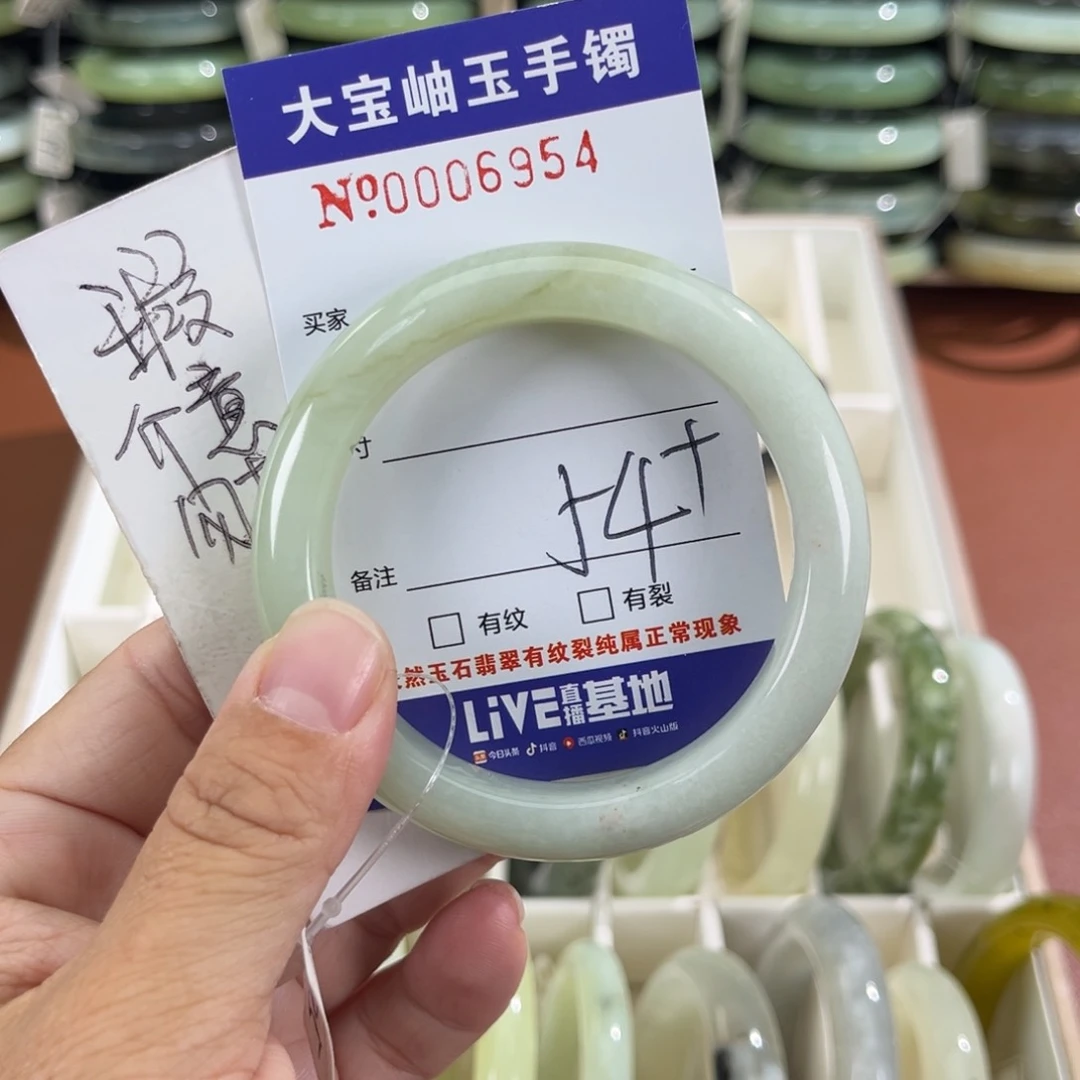 大宝岫玉手镯
№0006954
买家
寸
54+
备注
□ 有纹 □ 有裂
然玉石翡翠有纹裂纯属正常现象
LiVE直播基地
今日头条 抖音 西瓜视频 抖音火山版
意